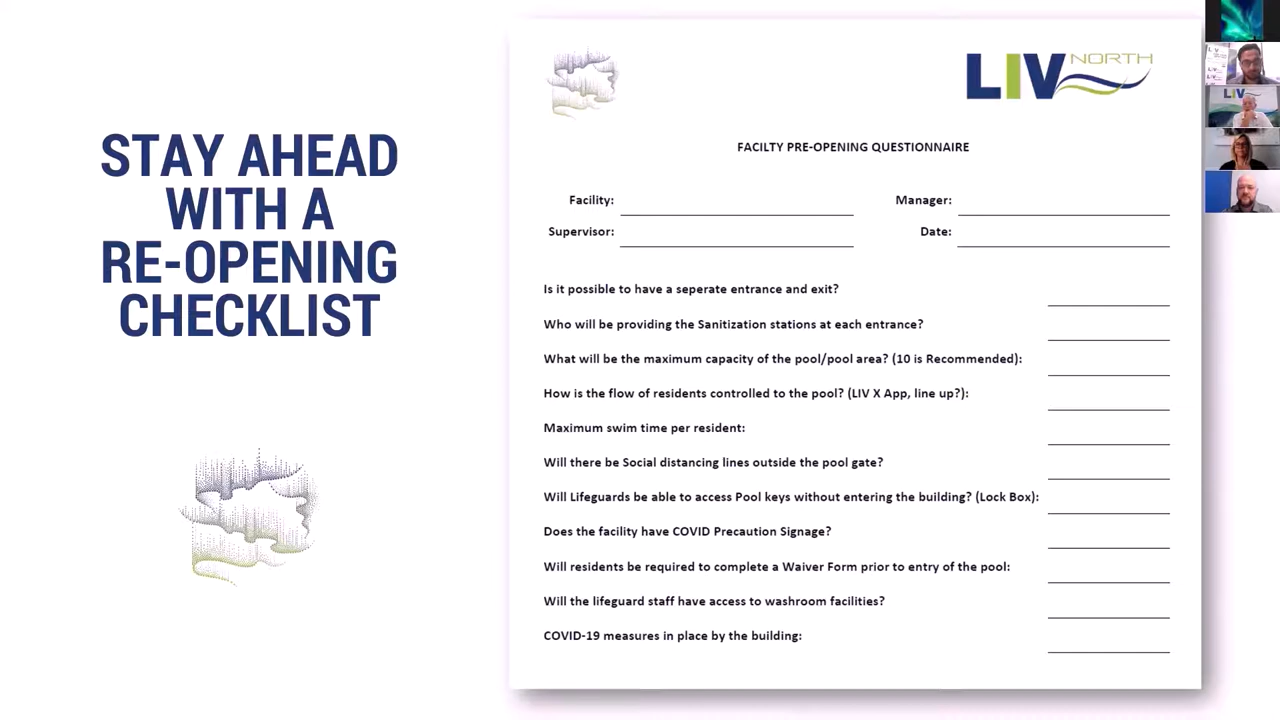 STAY AHEAD
WITH A
RE-OPENING
CHECKLIST
LIV NORTH
FACILTY PRE-OPENING QUESTIONNAIRE
Facility:
Manager:
Supervisor:
Date:
Is it possible to have a seperate entrance and exit?
Who will be providing the Sanitization stations at each entrance?
What will be the maximum capacity of the pool/pool area? (10 is Recommended):
How is the flow of residents controlled to the pool? (LIV X App, line up?):
Maximum swim time per resident:
Will there be Social distancing lines outside the pool gate?
Will Lifeguards be able to access Pool keys without entering the building? (Lock Box):
Does the facility have COVID Precaution Signage?
Will residents be required to complete a Waiver Form prior to entry of the pool:
Will the lifeguard staff have access to washroom facilities?
COVID-19 measures in place by the building:
LIV